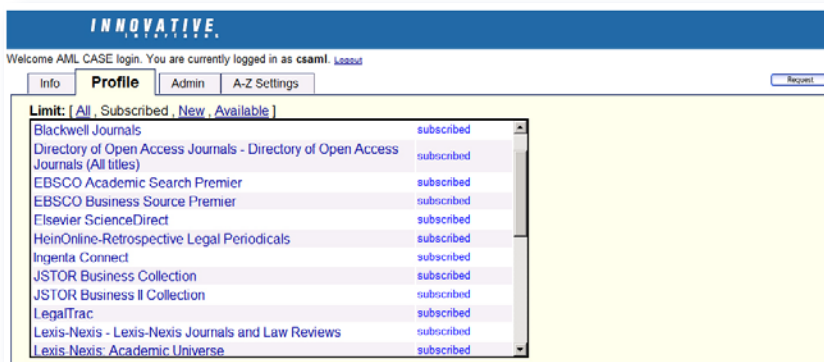 INNOVATIVE
INTERFACES
Welcome AML CASE login. You are currently logged in as csaml. Logout
Info Profile Admin A-Z Settings
Request
Limit: [ All , Subscribed , New , Available ]
Blackwell Journals subscribed
Directory of Open Access Journals - Directory of Open Access
Journals (All titles) subscribed
EBSCO Academic Search Premier subscribed
EBSCO Business Source Premier subscribed
Elsevier ScienceDirect subscribed
HeinOnline-Retrospective Legal Periodicals subscribed
Ingenta Connect subscribed
JSTOR Business Collection subscribed
JSTOR Business II Collection subscribed
LegalTrac subscribed
Lexis-Nexis - Lexis-Nexis Journals and Law Reviews subscribed
Lexis-Nexis: Academic Universe subscribed